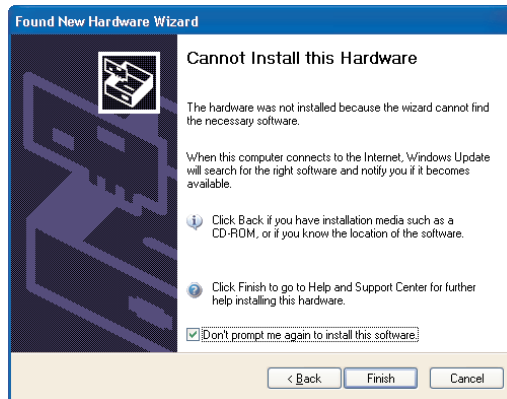 Found New Hardware Wizard
Cannot Install this Hardware
The hardware was not installed because the wizard cannot find
the necessary software.
When this computer connects to the Internet, Windows Update
will search for the right software and notify you if it becomes
available.
Click Back if you have installation media such as a
CD-ROM, or if you know the location of the software.
Click Finish to go to Help and Support Center for further
help installing this hardware.
Don't prompt me again to install this software.
< Back Finish Cancel